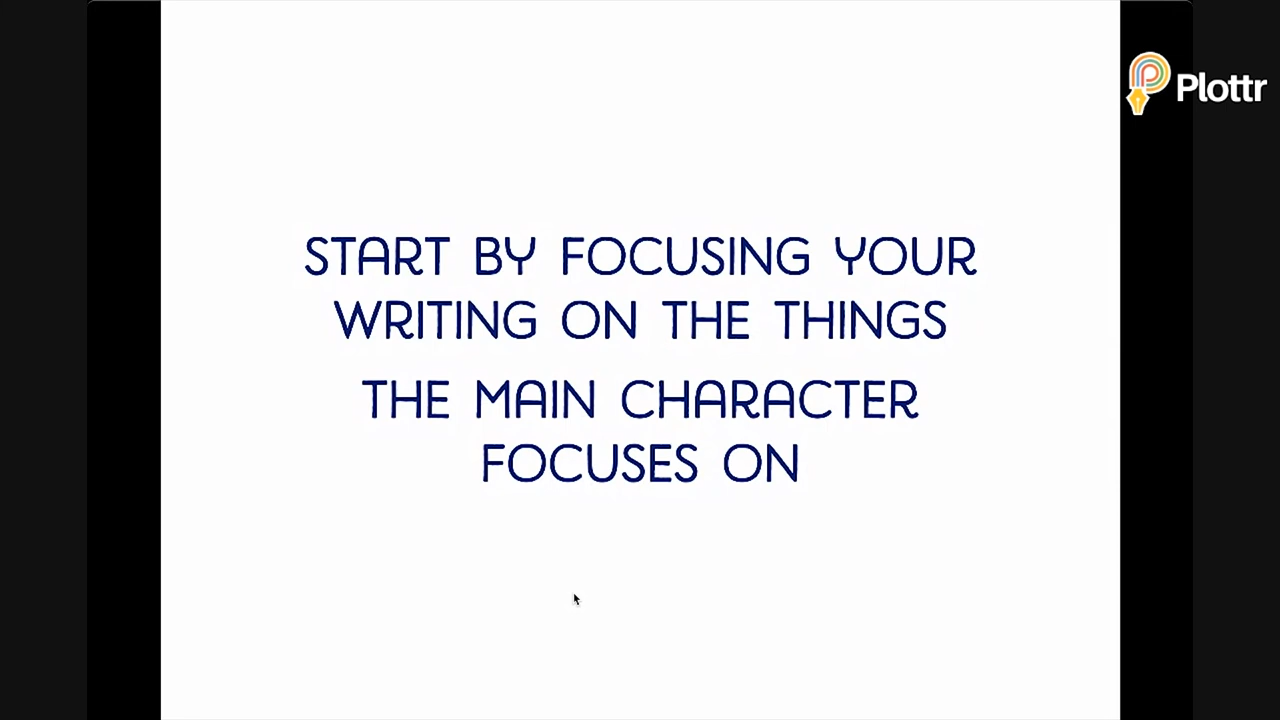 Plottr
START BY FOCUSING YOUR
WRITING ON THE THINGS
THE MAIN CHARACTER
FOCUSES ON